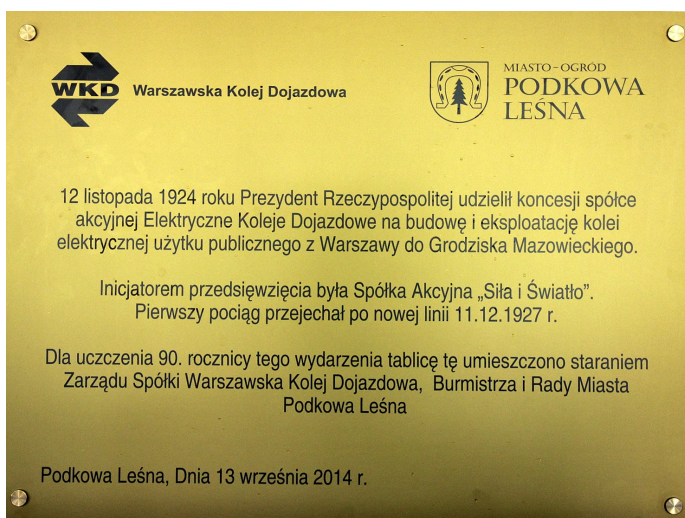 WKD
Warszawska Kolej Dojazdowa
MIASTO-OGRÓD
PODKOWA
LEŚNA
12 listopada 1924 roku Prezydent Rzeczypospolitej udzielił koncesji spółce
akcyjnej Elektryczne Koleje Dojazdowe na budowę i eksploatację kolei
elektrycznej użytku publicznego z Warszawy do Grodziska Mazowieckiego.
Inicjatorem przedsięwzięcia była Spółka Akcyjna „Siła i Światło”.
Pierwszy pociąg przejechał po nowej linii 11.12.1927 r.
Dla uczczenia 90. rocznicy tego wydarzenia tablicę tę umieszczono staraniem
Zarządu Spółki Warszawska Kolej Dojazdowa, Burmistrza i Rady Miasta
Podkowa Leśna
Podkowa Leśna, Dnia 13 września 2014 r.